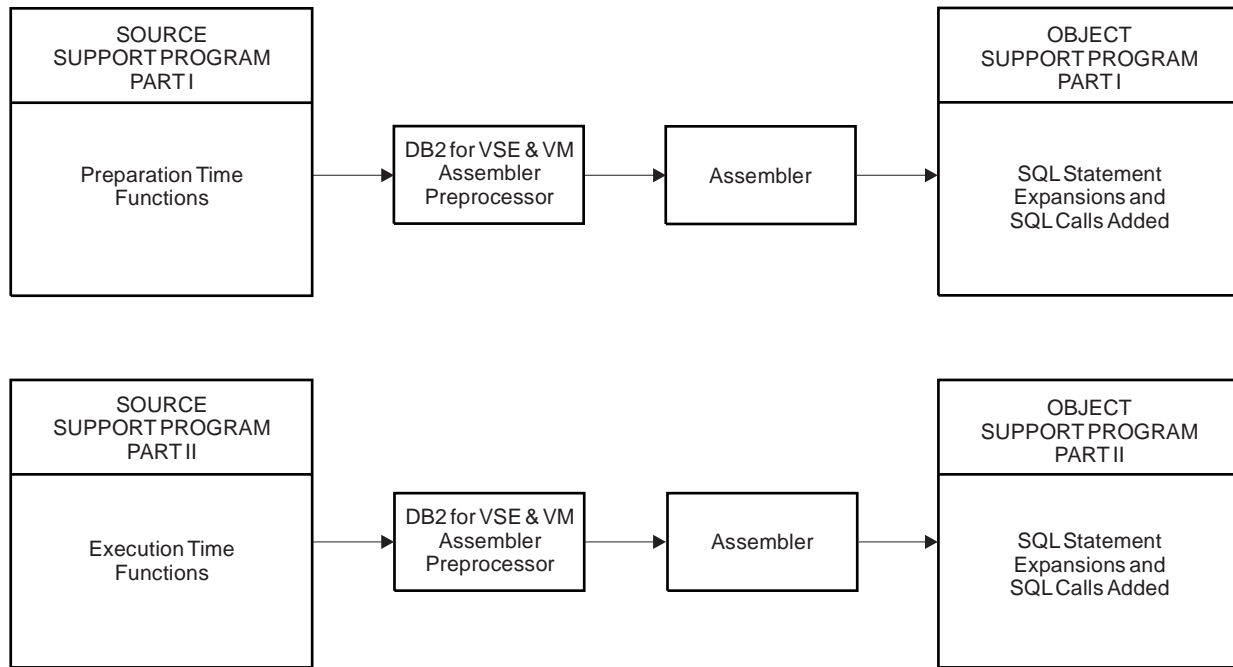 SOURCE
SUPPORT PROGRAM
PART I
Preparation Time
Functions
DB2 for VSE & VM
Assembler
Preprocessor
Assembler
OBJECT
SUPPORT PROGRAM
PART I
SQL Statement
Expansions and
SQL Calls Added
SOURCE
SUPPORT PROGRAM
PART II
Execution Time
Functions
DB2 for VSE & VM
Assembler
Preprocessor
Assembler
OBJECT
SUPPORT PROGRAM
PART II
SQL Statement
Expansions and
SQL Calls Added